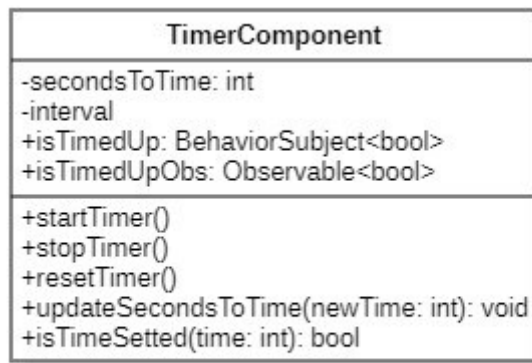 TimerComponent
-secondsToTime: int
-interval
+isTimedUp: BehaviorSubject<bool>
+isTimedUpObs: Observable<bool>
+startTimer()
+stopTimer()
+resetTimer()
+updateSecondsToTime(newTime: int): void
+isTimeSetted(time: int): bool